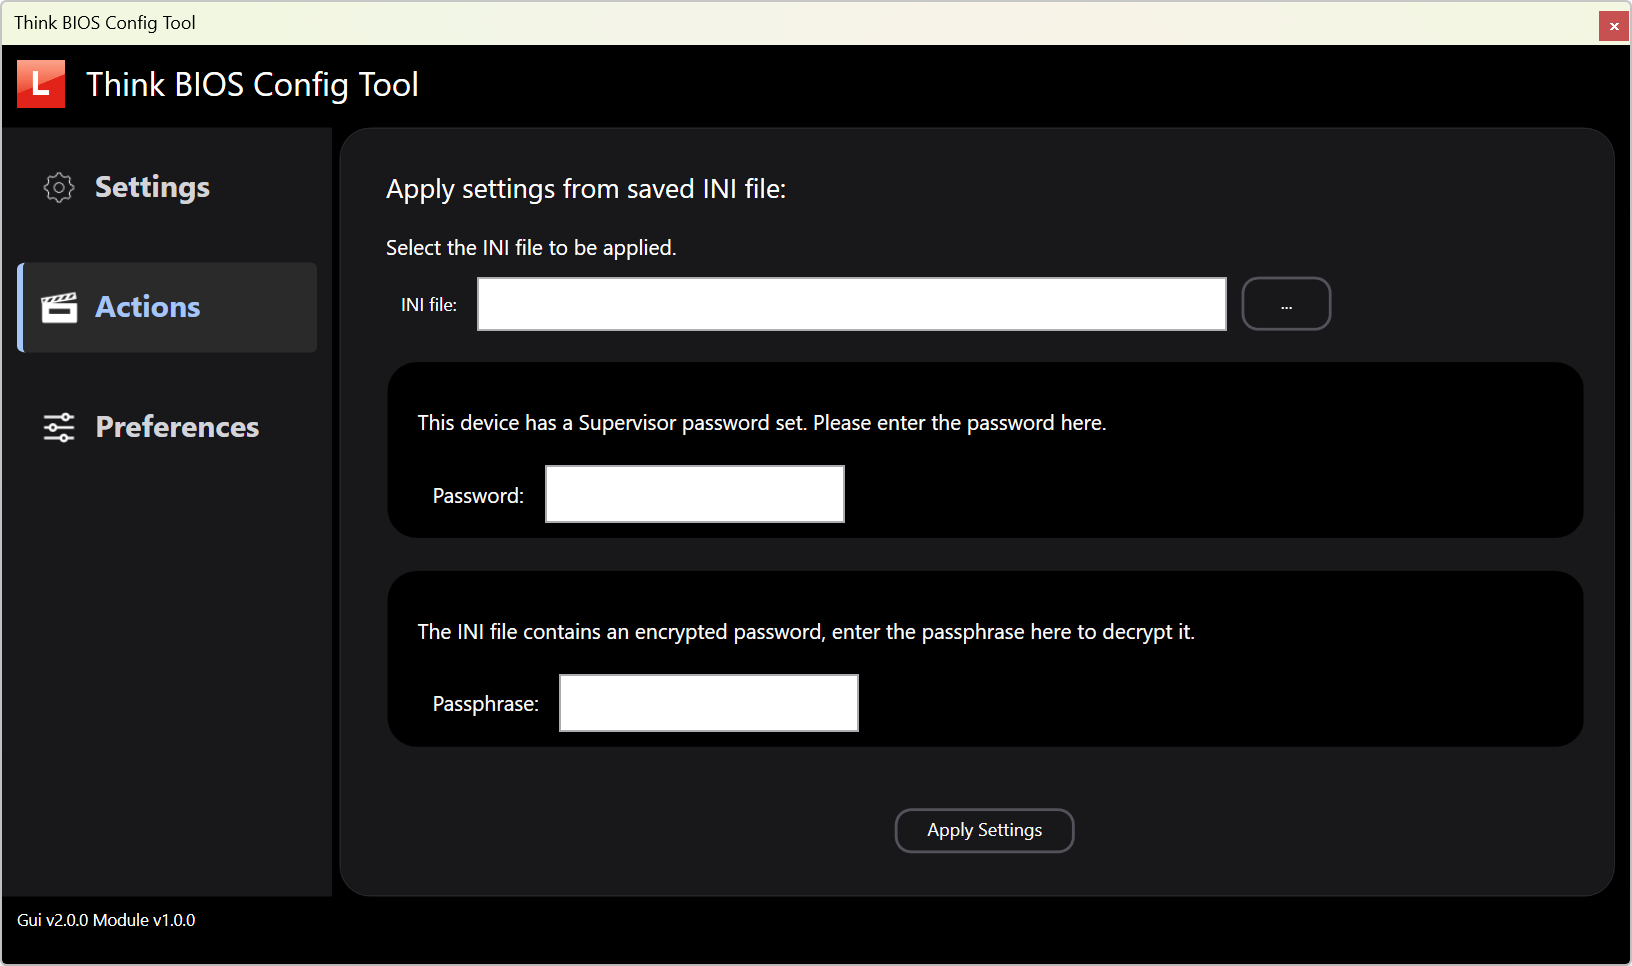 Think BIOS Config Tool
x
L
Think BIOS Config Tool
Settings
Actions
Preferences
Apply settings from saved INI file:
Select the INI file to be applied.
INI file:
...
This device has a Supervisor password set. Please enter the password here.
Password:
The INI file contains an encrypted password, enter the passphrase here to decrypt it.
Passphrase:
Apply Settings
Gui v2.0.0 Module v1.0.0